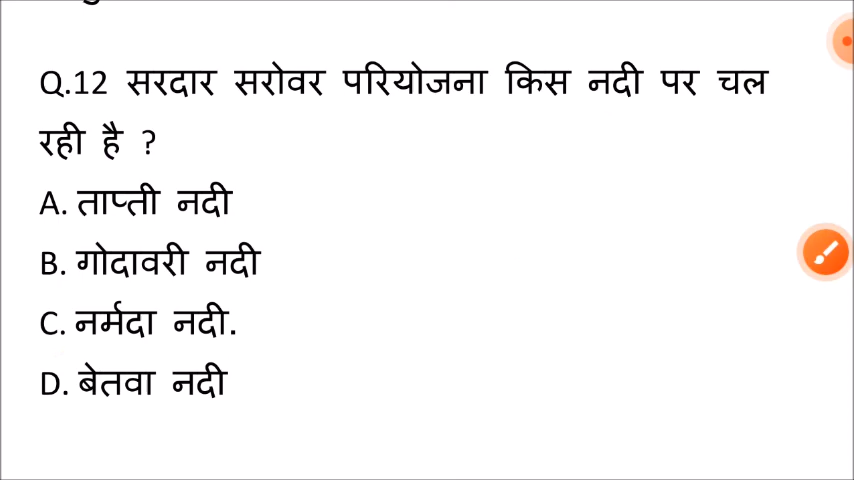 Q.12 सरदार सरोवर परियोजना किस नदी पर चल
रही है ?
A. ताप्ती नदी
B. गोदावरी नदी
C. नर्मदा नदी.
D. बेतवा नदी